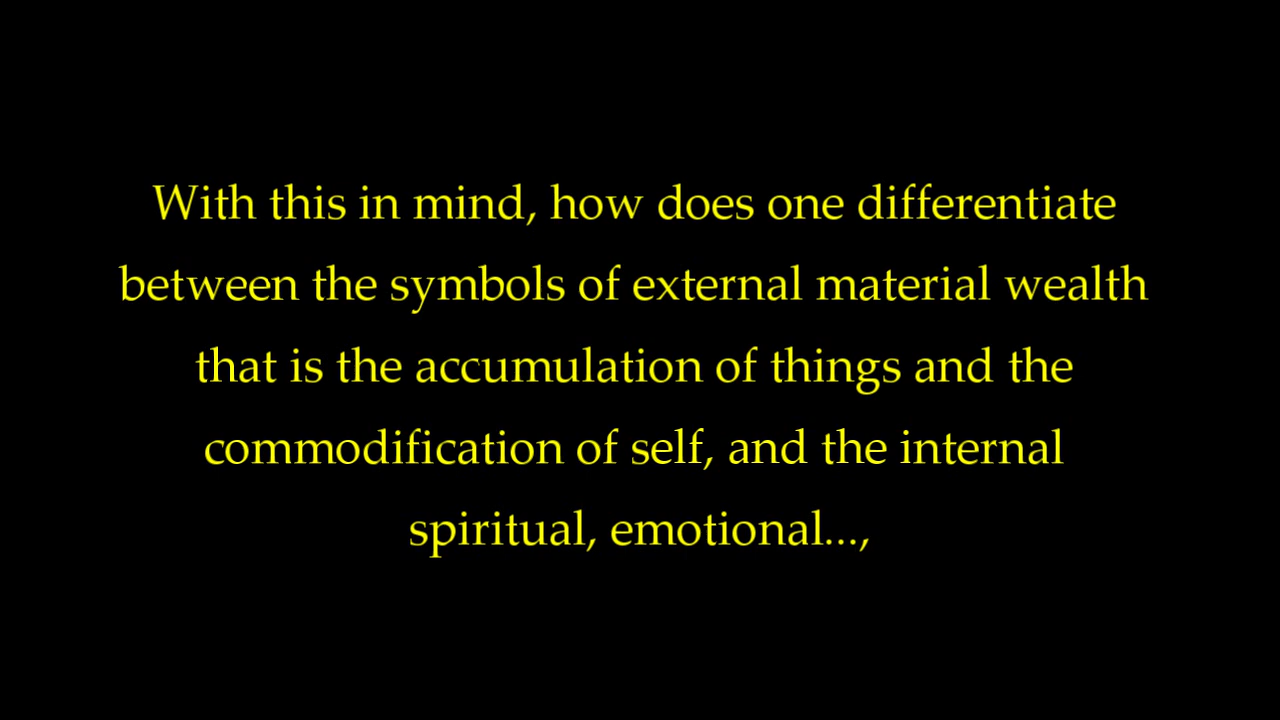 With this in mind, how does one differentiate
between the symbols of external material wealth
that is the accumulation of things and the
commodification of self, and the internal
spiritual, emotional...,